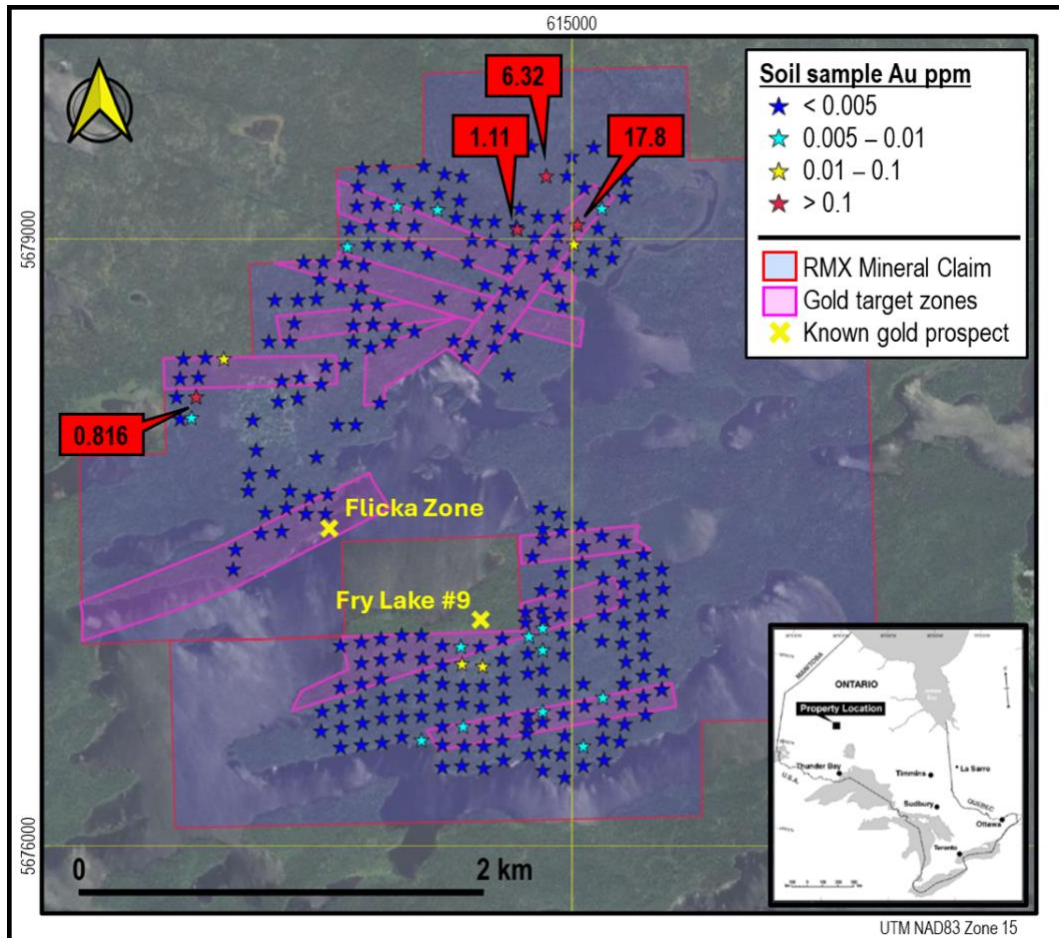 615000
6.32
1.11
17.8
Soil sample Au ppm
< 0.005
0.005 – 0.01
0.01 – 0.1
> 0.1
RMX Mineral Claim
Gold target zones
Known gold prospect
5679000
0.816
Flicka Zone
Fry Lake #9
MANITOBA
ONTARIO
Property Location
Thunder Bay
U.S.A.
Timmins
La Sarre
Sudbury
QUEBEC
Ottawa
Toronto
5676000
0
2 km
UTM NAD83 Zone 15